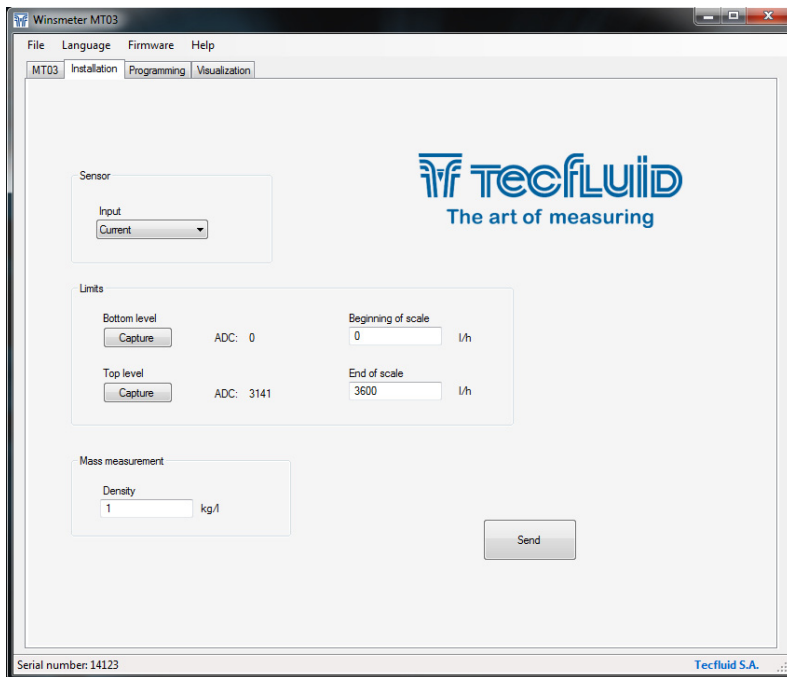 Winsmeter MT03
File Language Firmware Help
MT03 Installation Programming Visualization
TECFLUID
The art of measuring
Sensor
Input
Current
Limits
Bottom level Beginning of scale
Capture ADC: 0 0 l/h
Top level End of scale
Capture ADC: 3141 3600 l/h
Mass measurement
Density
1 kg/l
Send
Serial number: 14123 Tecfluid S.A.